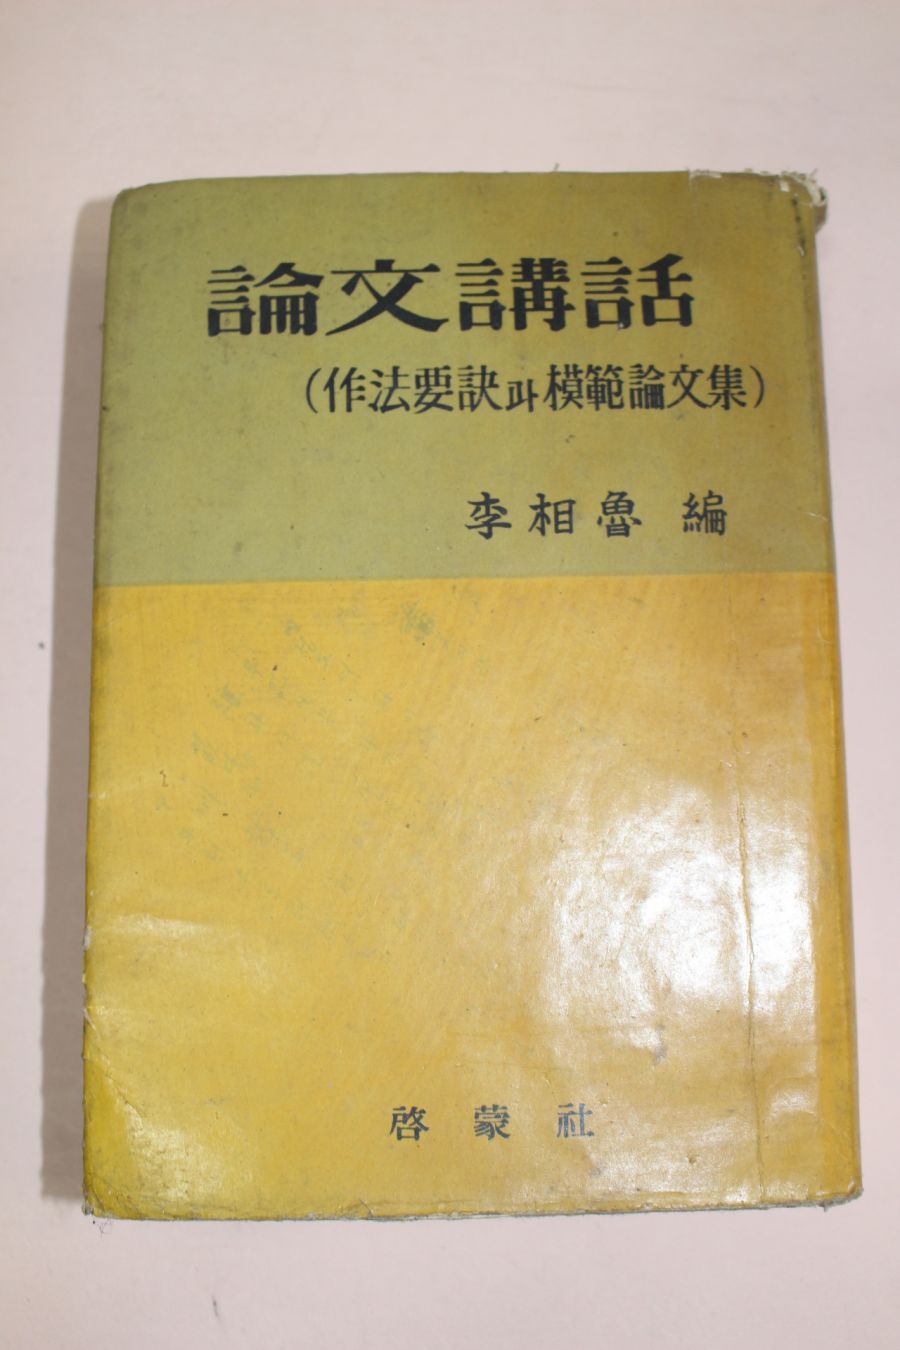 論文講話
(作法要訣과 模範論文集)
李相魯 編
啓蒙社